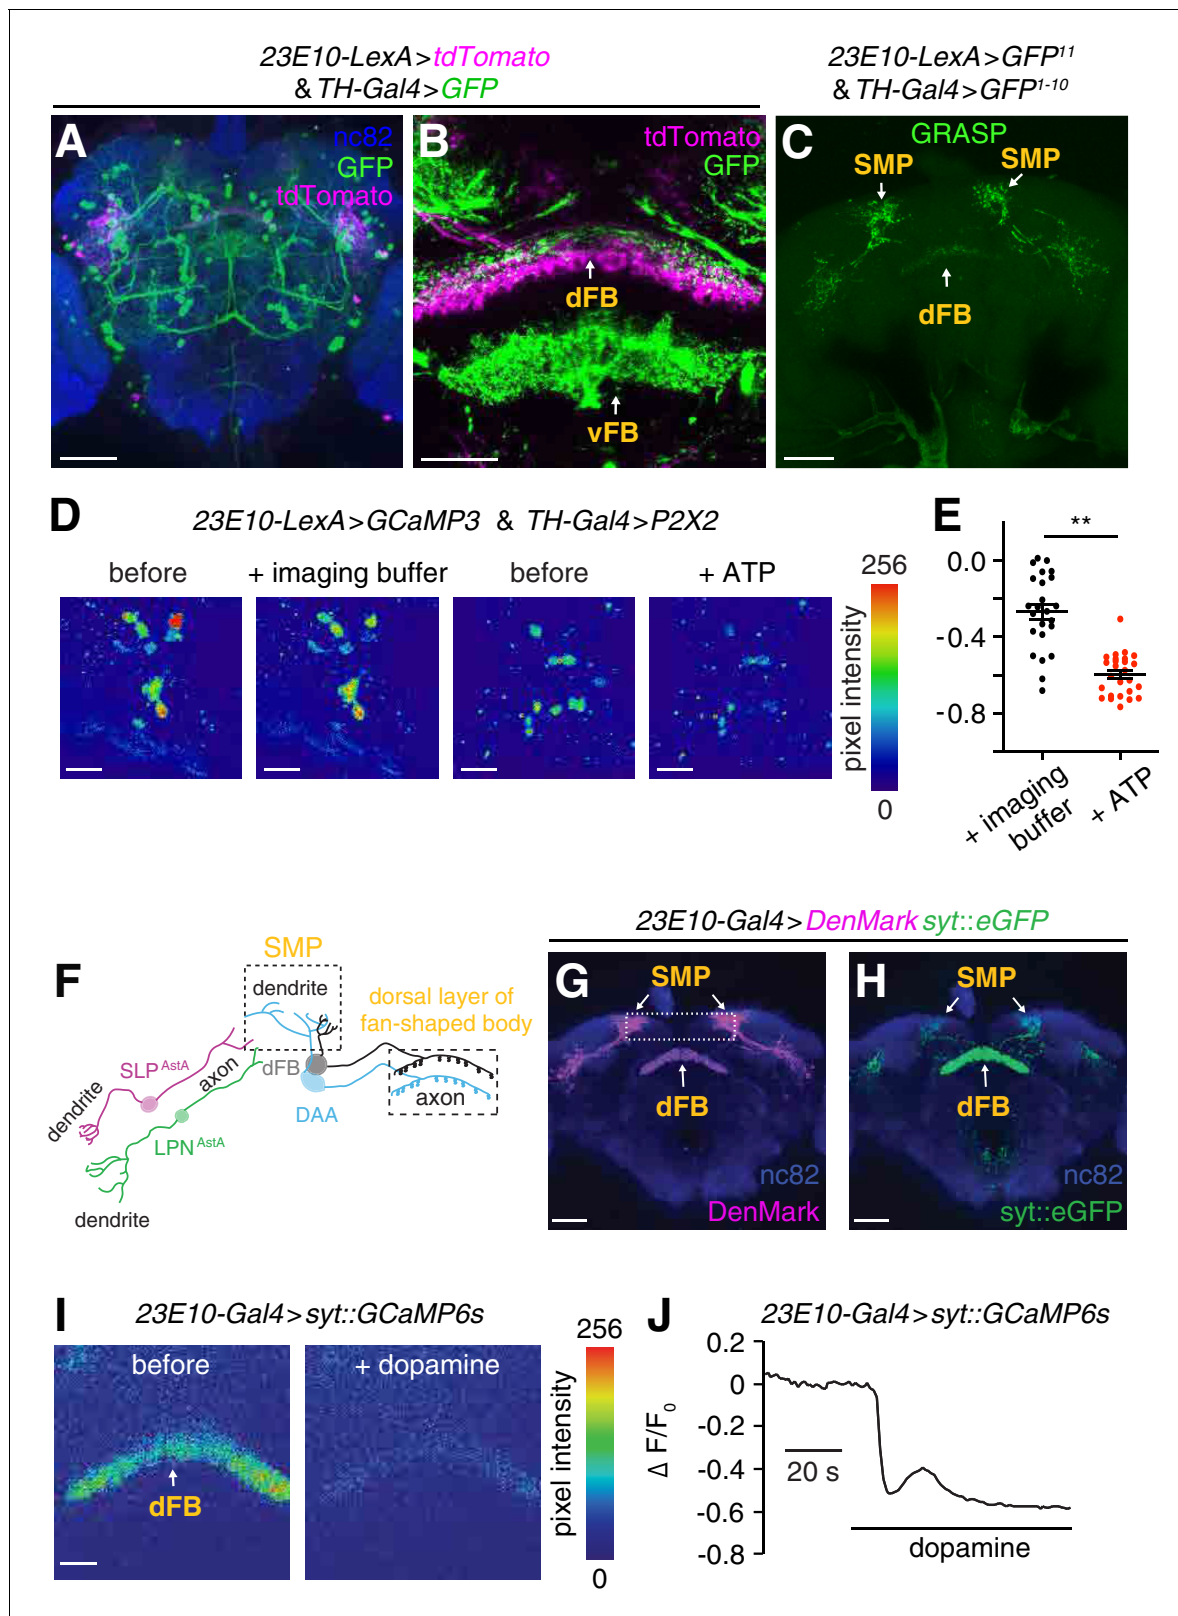 23E10-LexA>tdTomato
& TH-Gal4>GFP
23E10-LexA>GFP¹¹
& TH-Gal4>GFP¹⁻¹⁰
A
nc82
GFP
tdTomato
B
tdTomato
GFP
dFB
vFB
C
GRASP
SMP
SMP
dFB
D
23E10-LexA>GCaMP3 & TH-Gal4>P2X2
before
+ imaging buffer
before
+ ATP
256
pixel intensity
0
E
**
0.0
-0.4
-0.8
+ imaging
buffer
+ ATP
F
SMP
dendrite
dorsal layer of
fan-shaped body
SLP^AstA
axon
dFB
DAA
axon
dendrite
LPN^AstA
dendrite
23E10-Gal4>DenMark syt::eGFP
G
SMP
dFB
nc82
DenMark
H
SMP
dFB
nc82
syt::eGFP
I
23E10-Gal4>syt::GCaMP6s
before
dFB
+ dopamine
256
pixel intensity
0
J
23E10-Gal4>syt::GCaMP6s
0.2
0
-0.2
-0.4
-0.6
-0.8
Δ F/F₀
20 s
dopamine